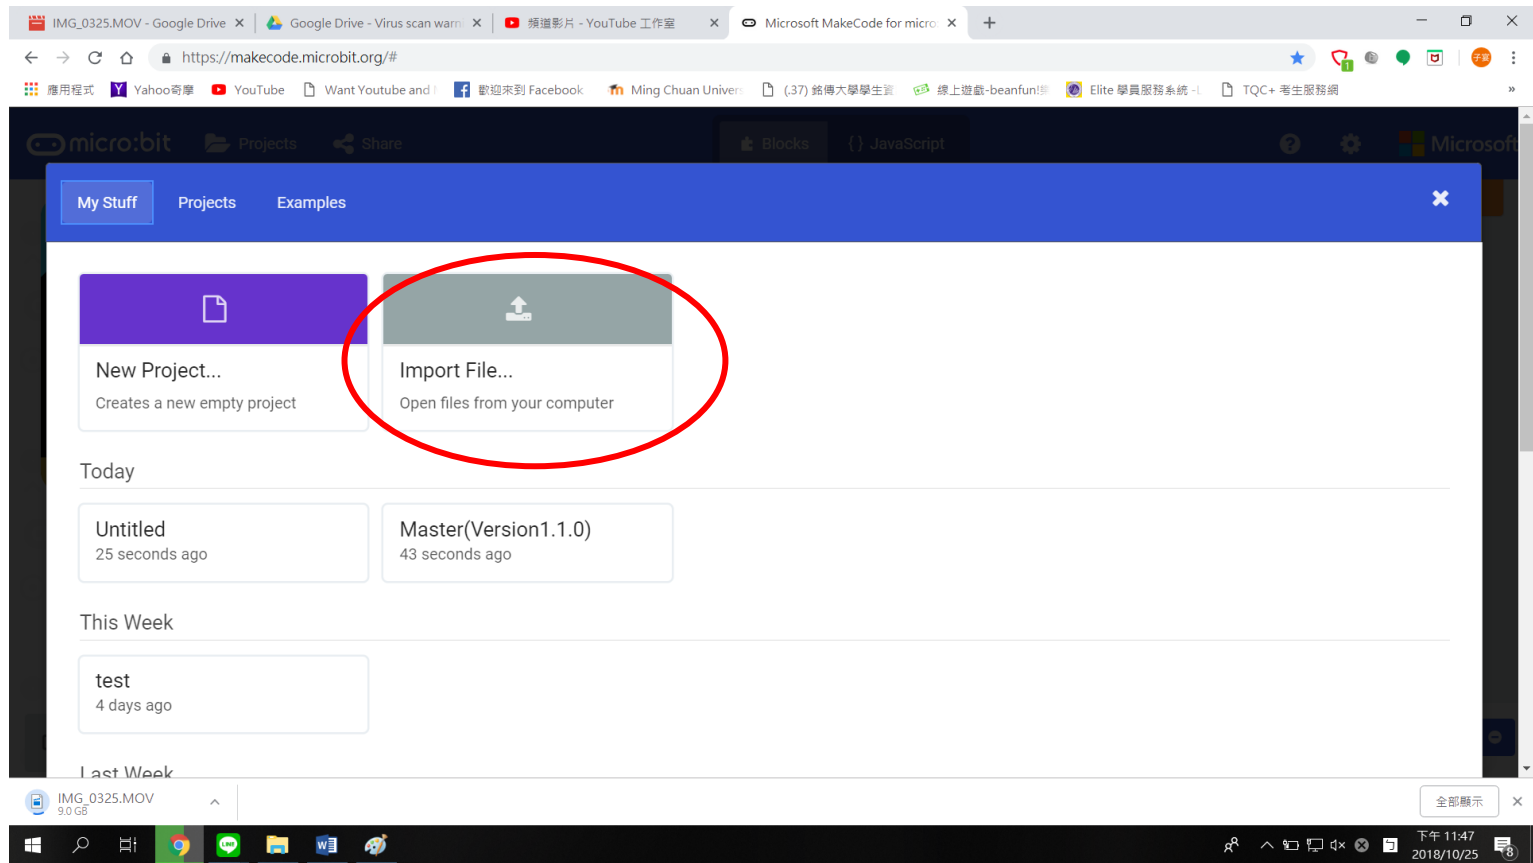 IMG_0325.MOV - Google Drive
Google Drive - Virus scan warni
頻道影片 - YouTube 工作室
Microsoft MakeCode for micro
https://makecode.microbit.org/#
應用程式
Yahoo奇摩
YouTube
Want Youtube and
歡迎來到 Facebook
Ming Chuan Univers
(.37) 銘傳大學學生資
線上遊戲-beanfun!
Elite 學員服務系統 -
TQC+ 考生服務網
»
micro:bit
Projects
Share
Blocks
{} JavaScript
Microsoft
My Stuff
Projects
Examples
New Project...
Creates a new empty project
Import File...
Open files from your computer
Today
Untitled
25 seconds ago
Master(Version1.1.0)
43 seconds ago
This Week
test
4 days ago
Last Week
IMG_0325.MOV
9.0 GB
全部顯示
下午 11:47
2018/10/25
8